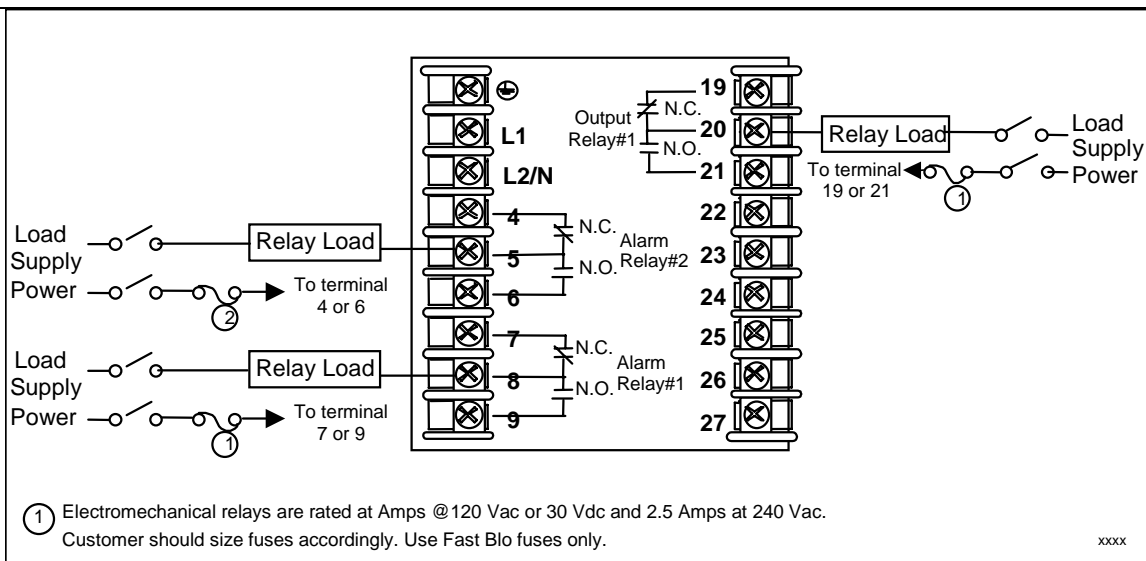 L1
L2/N
4
5
6
7
8
9
N.C.
Alarm
Relay#2
N.O.
N.C.
Alarm
Relay#1
N.O.
Output
Relay#1
N.C.
N.O.
19
20
21
22
23
24
25
26
27
Relay Load
Load
Supply
Power
To terminal
19 or 21
1
Load
Supply
Power
Relay Load
To terminal
4 or 6
2
Load
Supply
Power
Relay Load
To terminal
7 or 9
1
1 Electromechanical relays are rated at Amps @120 Vac or 30 Vdc and 2.5 Amps at 240 Vac.
Customer should size fuses accordingly. Use Fast Blo fuses only.
xxxx